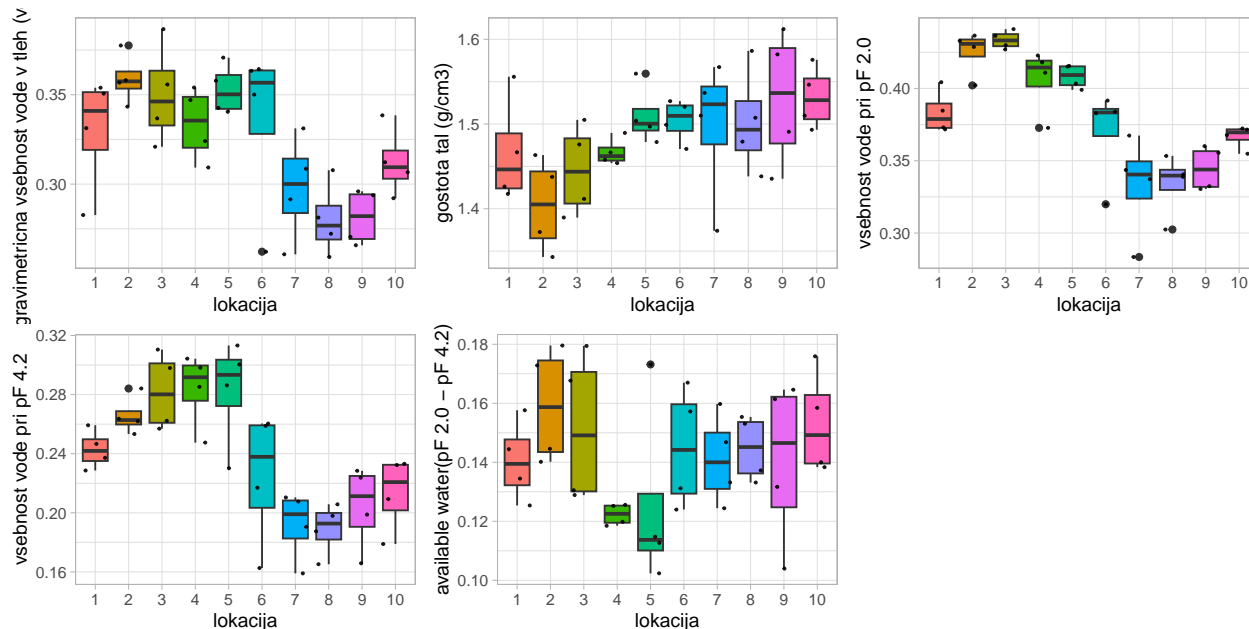 gravimetricna vsebnost vode v tleh (v
0.35
0.30
1 2 3 4 5 6 7 8 9 10
lokacija
gostota tal (g/cm3)
1.6
1.5
1.4
1 2 3 4 5 6 7 8 9 10
lokacija
vsebnost vode pri pF 2.0
0.40
0.35
0.30
1 2 3 4 5 6 7 8 9 10
lokacija
vsebnost vode pri pF 4.2
0.32
0.28
0.24
0.20
0.16
1 2 3 4 5 6 7 8 9 10
lokacija
available water(pF 2.0 − pF 4.2)
0.18
0.16
0.14
0.12
0.10
1 2 3 4 5 6 7 8 9 10
lokacija